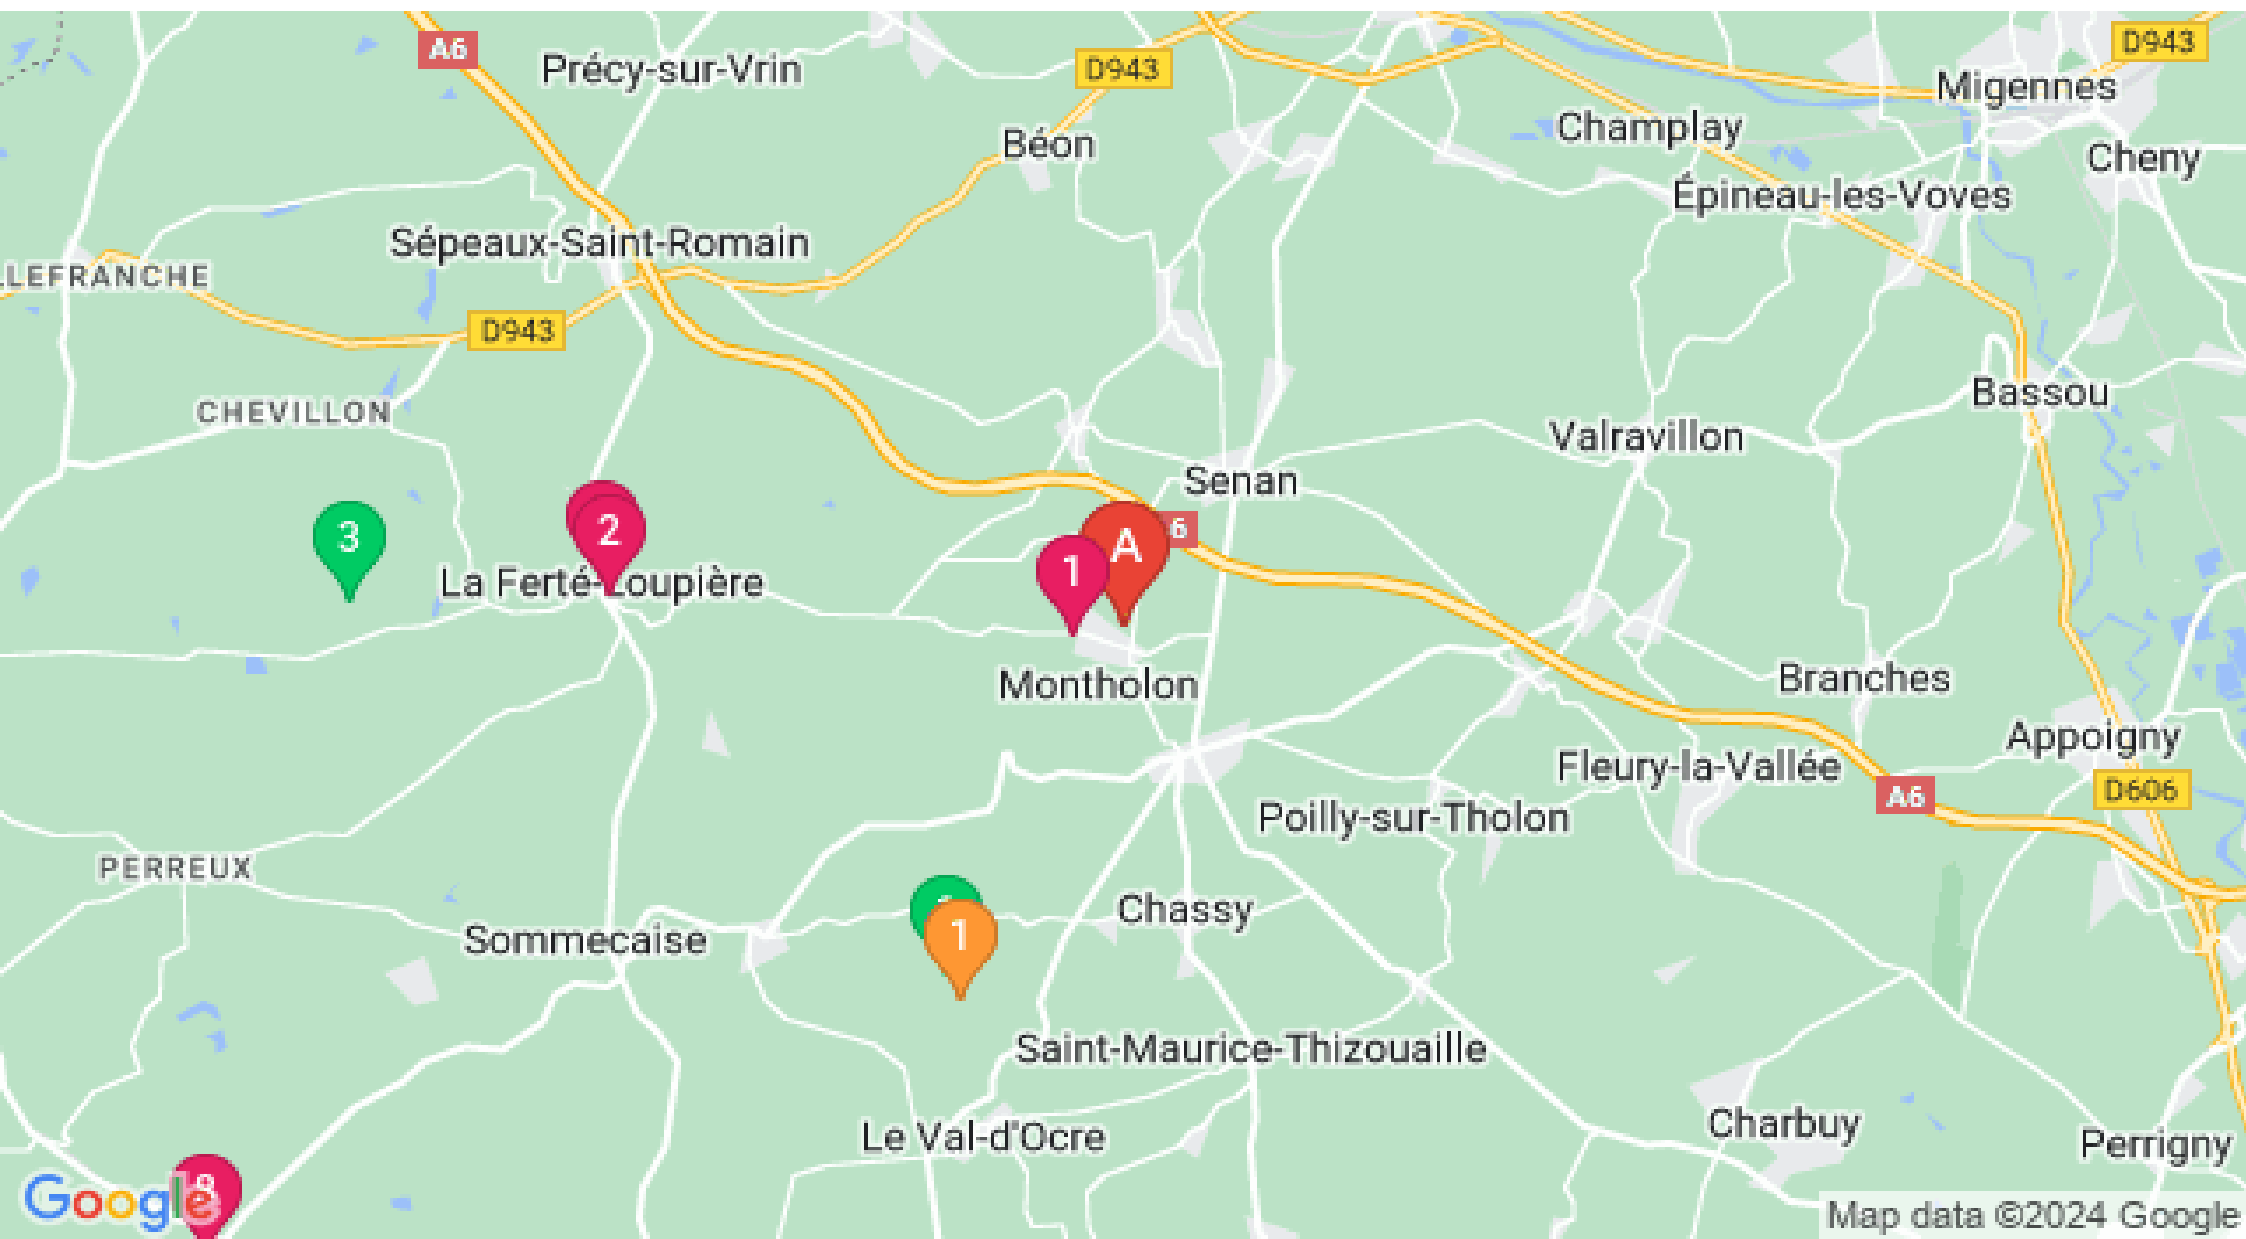 A6
Précy-sur-Vrin
D943
D943
Migennes
Béon
Champlay
Cheny
Épineau-les-Voves
Sépeaux-Saint-Romain
LLEFRANCHE
D943
CHEVILLON
Bassou
Valravillon
Senan
3
2
6
A
1
La Ferté-Loupière
Montholon
Branches
Appoigny
Fleury-la-Vallée
D606
A6
Poilly-sur-Tholon
PERREUX
Chassy
1
Sommecaise
Saint-Maurice-Thizouaille
Le Val-d'Ocre
Charbuy
Perrigny
Google
Map data ©2024 Google